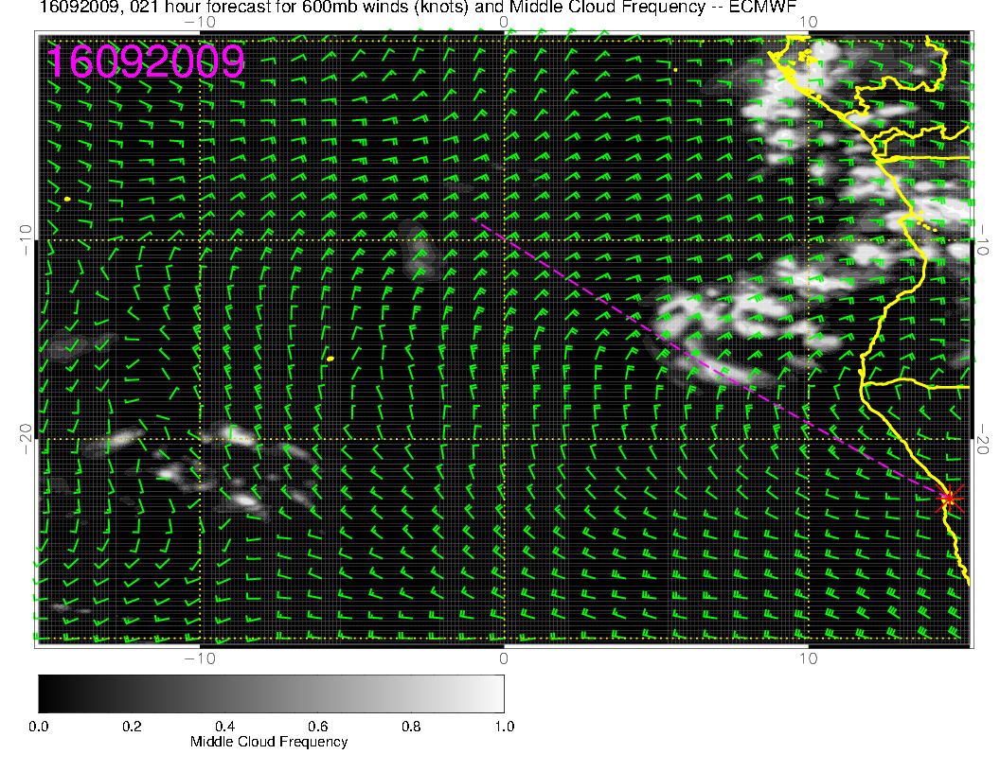 16092009, 021 hour forecast for 600mb winds (knots) and Middle Cloud Frequency -- ECMWF
−10 0 10
16092009
−10 −10
−20 −20
−10 0 10
0.0 0.2 0.4 0.6 0.8 1.0
Middle Cloud Frequency